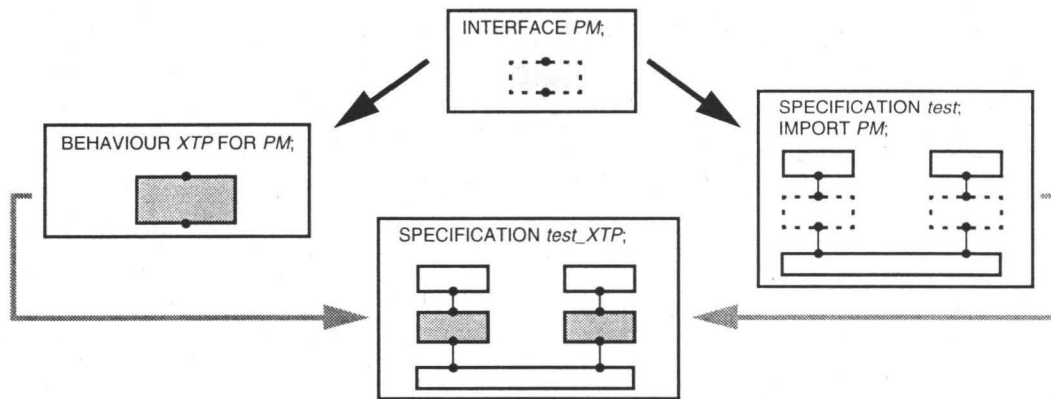 INTERFACE PM;
BEHAVIOUR XTP FOR PM;
SPECIFICATION test;
IMPORT PM;
SPECIFICATION test_XTP;